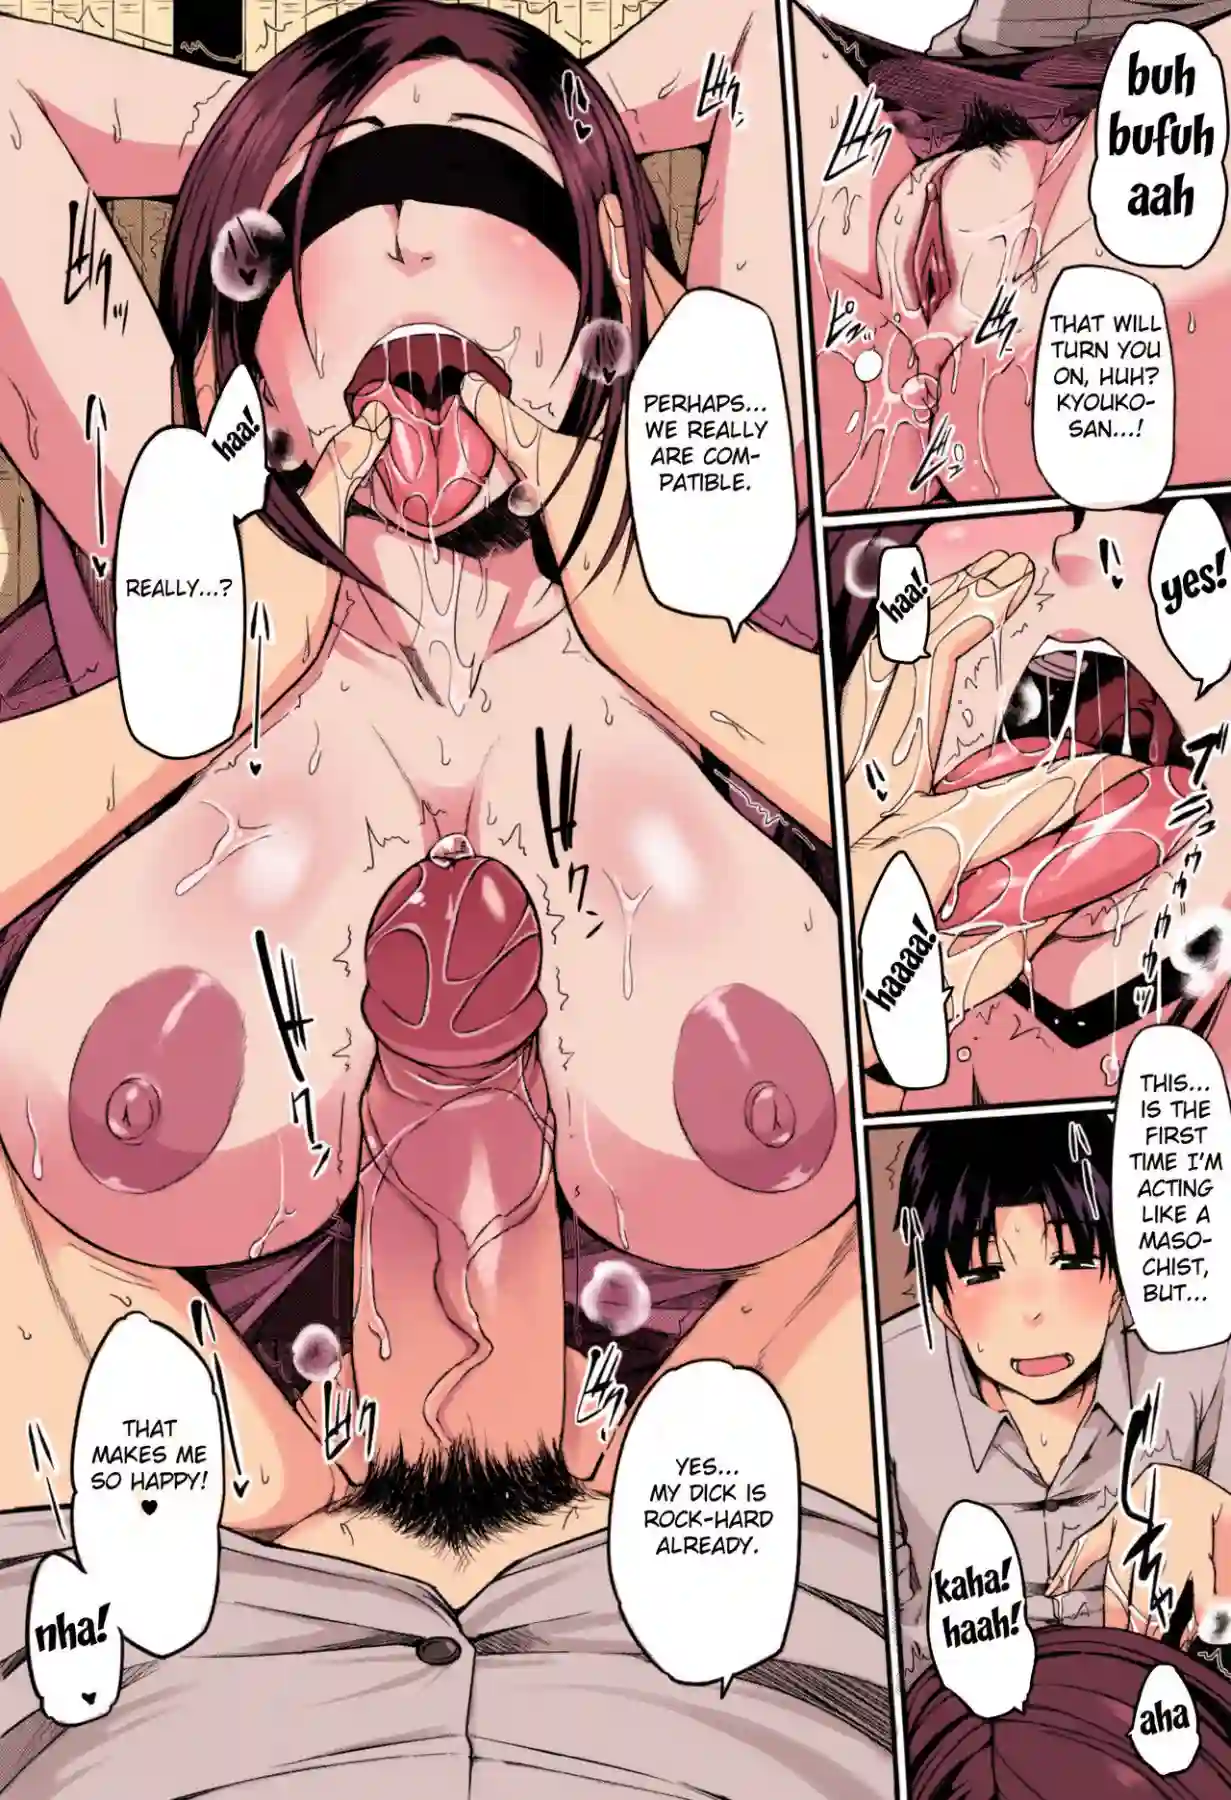 buh
bufuh
aah
THAT WILL
TURN YOU
ON, HUH?
KYOUKO-
SAN...!
yes!
haa!
haaaa!
THIS...
IS THE
FIRST
TIME I'M
ACTING
LIKE A
MASO-
CHIST,
BUT...
kaha!
haah!
aha
PERHAPS...
WE REALLY
ARE COM-
PATIBLE.
haa!
REALLY...?
YES...
MY DICK IS
ROCK-HARD
ALREADY.
THAT
MAKES ME
SO HAPPY!
♥
nha!